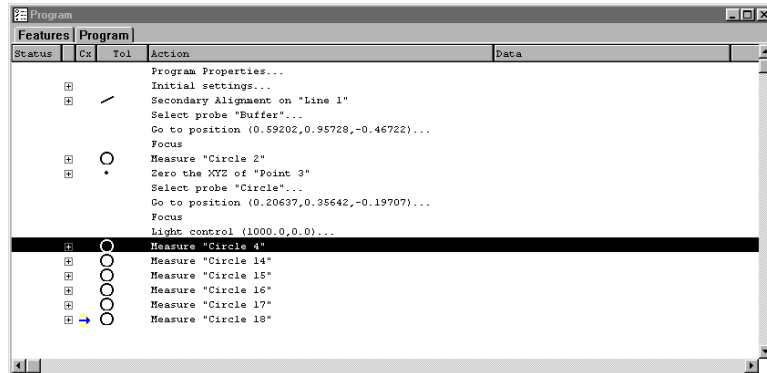 Program
Features Program
Status Cx Tol Action Data
Program Properties...
Initial settings...
Secondary Alignment on "Line 1"
Select probe "Buffer"...
Go to position (0.59202,0.95728,-0.46722)...
Focus
Measure "Circle 2"
Zero the XYZ of "Point 3"
Select probe "Circle"...
Go to position (0.20637,0.35642,-0.19707)...
Focus
Light control (1000.0,0.0)...
Measure "Circle 4"
Measure "Circle 14"
Measure "Circle 15"
Measure "Circle 16"
Measure "Circle 17"
Measure "Circle 18"